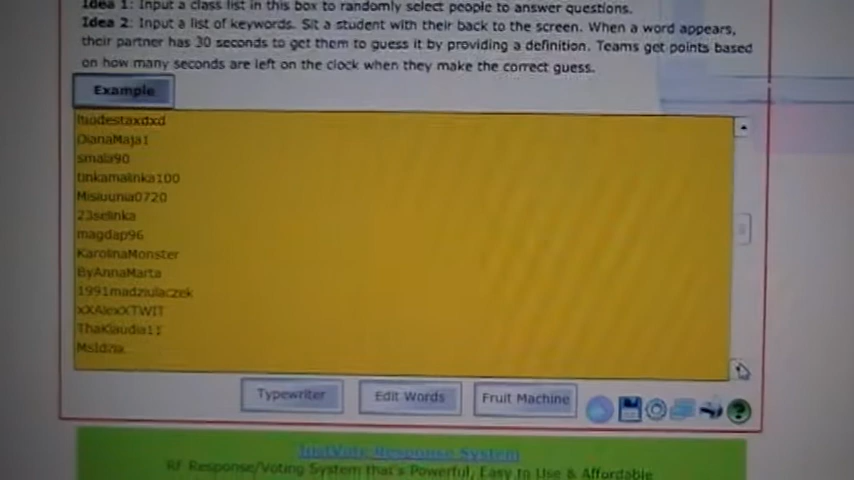 Idea 1: Input a class list in this box to randomly select people to answer questions.
Idea 2: Input a list of keywords. Sit a student with their back to the screen. When a word appears,
their partner has 30 seconds to get them to guess it by providing a definition. Teams get points based
on how many seconds are left on the clock when they make the correct guess.
Example
DianaMaja1
smala90
tinkamalinka100
Misiuunia0720
23selinka
magdap96
KarolinaMonster
ByAnnaMarta
1991madziulaczek
xXAlexXTWIT
ThaKlaudia11
MsIdzia
Typewriter
Edit Words
Fruit Machine
?
JustVote Response System
RF Response/Voting System that's Powerful, Easy to Use & Affordable